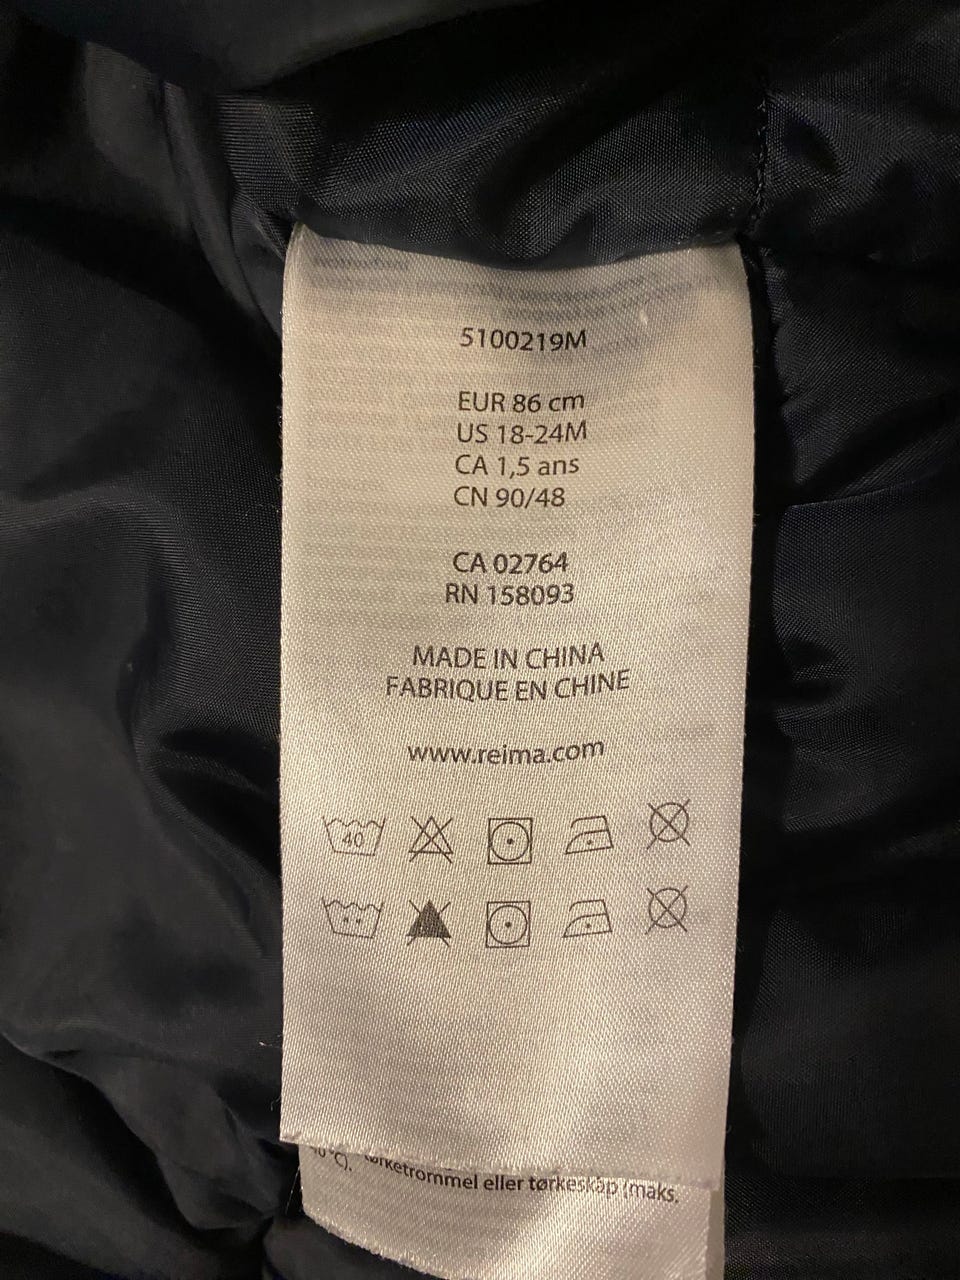 5100219M
EUR 86 cm
US 18-24M
CA 1,5 ans
CN 90/48
CA 02764
RN 158093
MADE IN CHINA
FABRIQUE EN CHINE
www.reima.com
40
°C). tørketrommel eller tørkeskap (maks.